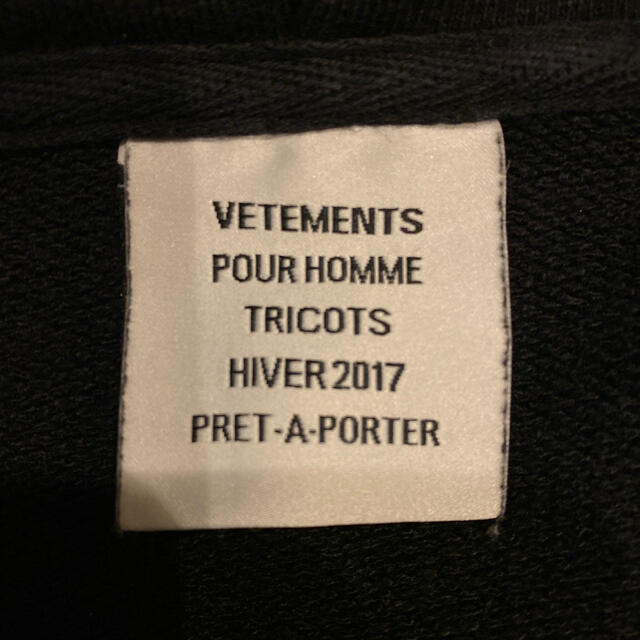 VETEMENTS
POUR HOMME
TRICOTS
HIVER 2017
PRET-A-PORTER